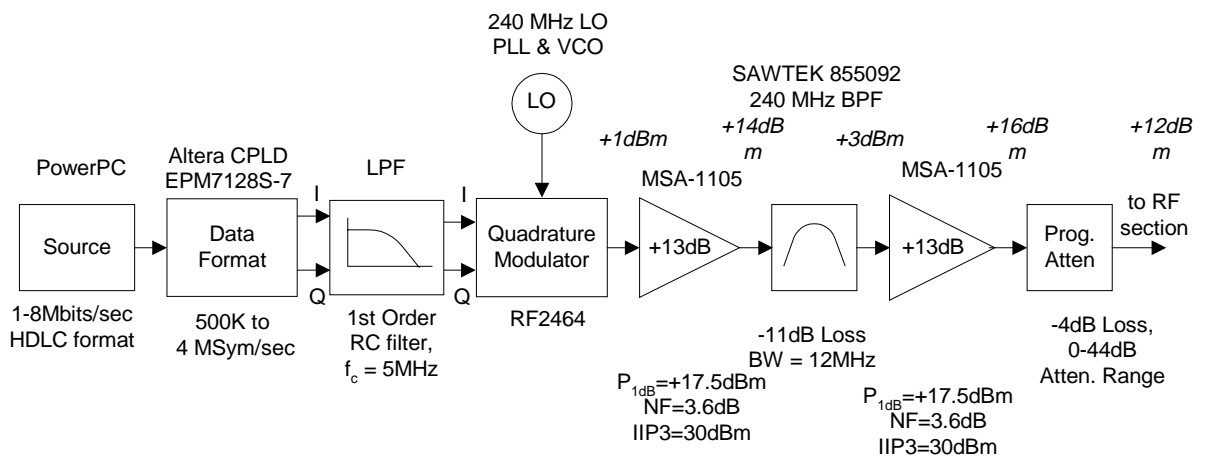 240 MHz LO
PLL & VCO
LO
SAWTEK 855092
240 MHz BPF
+1dBm
+14dB
m
+3dBm
+16dB
m
+12dB
m
PowerPC
Altera CPLD
EPM7128S-7
LPF
MSA-1105
MSA-1105
I
I
Source
Data
Format
Quadrature
Modulator
+13dB
+13dB
Prog.
Atten
to RF
section
Q
Q
1-8Mbits/sec
HDLC format
500K to
4 MSym/sec
1st Order
RC filter,
f_c = 5MHz
RF2464
-11dB Loss
BW = 12MHz
-4dB Loss,
0-44dB
Atten. Range
P_1dB=+17.5dBm
NF=3.6dB
IIP3=30dBm
P_1dB=+17.5dBm
NF=3.6dB
IIP3=30dBm